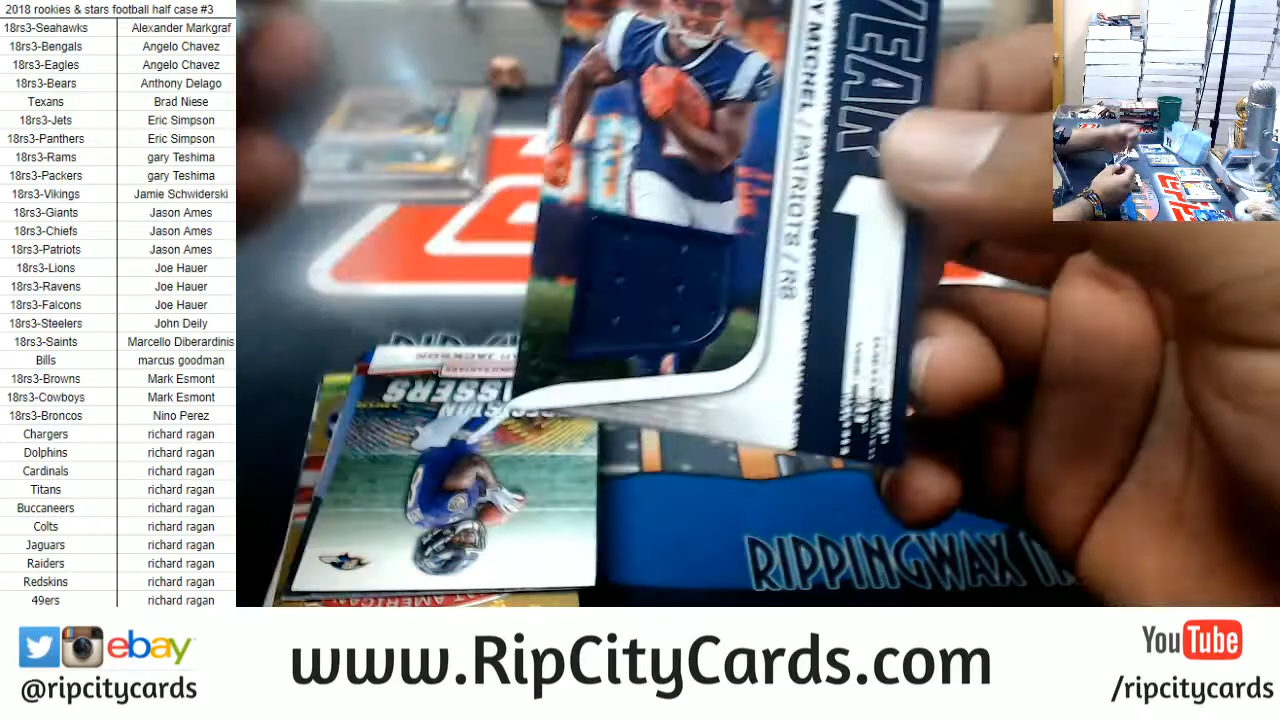 2018 rookies & stars football half case #3
18rs3-Seahawks Alexander Markgraf
18rs3-Bengals Angelo Chavez
18rs3-Eagles Angelo Chavez
18rs3-Bears Anthony Delago
Texans Brad Niese
18rs3-Jets Eric Simpson
18rs3-Panthers Eric Simpson
18rs3-Rams gary Teshima
18rs3-Packers gary Teshima
18rs3-Vikings Jamie Schwiderski
18rs3-Giants Jason Ames
18rs3-Chiefs Jason Ames
18rs3-Patriots Jason Ames
18rs3-Lions Joe Hauer
18rs3-Ravens Joe Hauer
18rs3-Falcons Joe Hauer
18rs3-Steelers John Deily
18rs3-Saints Marcello Diberardinis
Bills marcus goodman
18rs3-Browns Mark Esmont
18rs3-Cowboys Mark Esmont
18rs3-Broncos Nino Perez
Chargers richard ragan
Dolphins richard ragan
Cardinals richard ragan
Titans richard ragan
Buccaneers richard ragan
Colts richard ragan
Jaguars richard ragan
Raiders richard ragan
Redskins richard ragan
49ers richard ragan
YEAR 1
Y MICHEL / PATRIOTS / RB
JACKSON
RIPPINGWAX
ebay
@ripcitycards
www.RipCityCards.com
YouTube
/ripcitycards